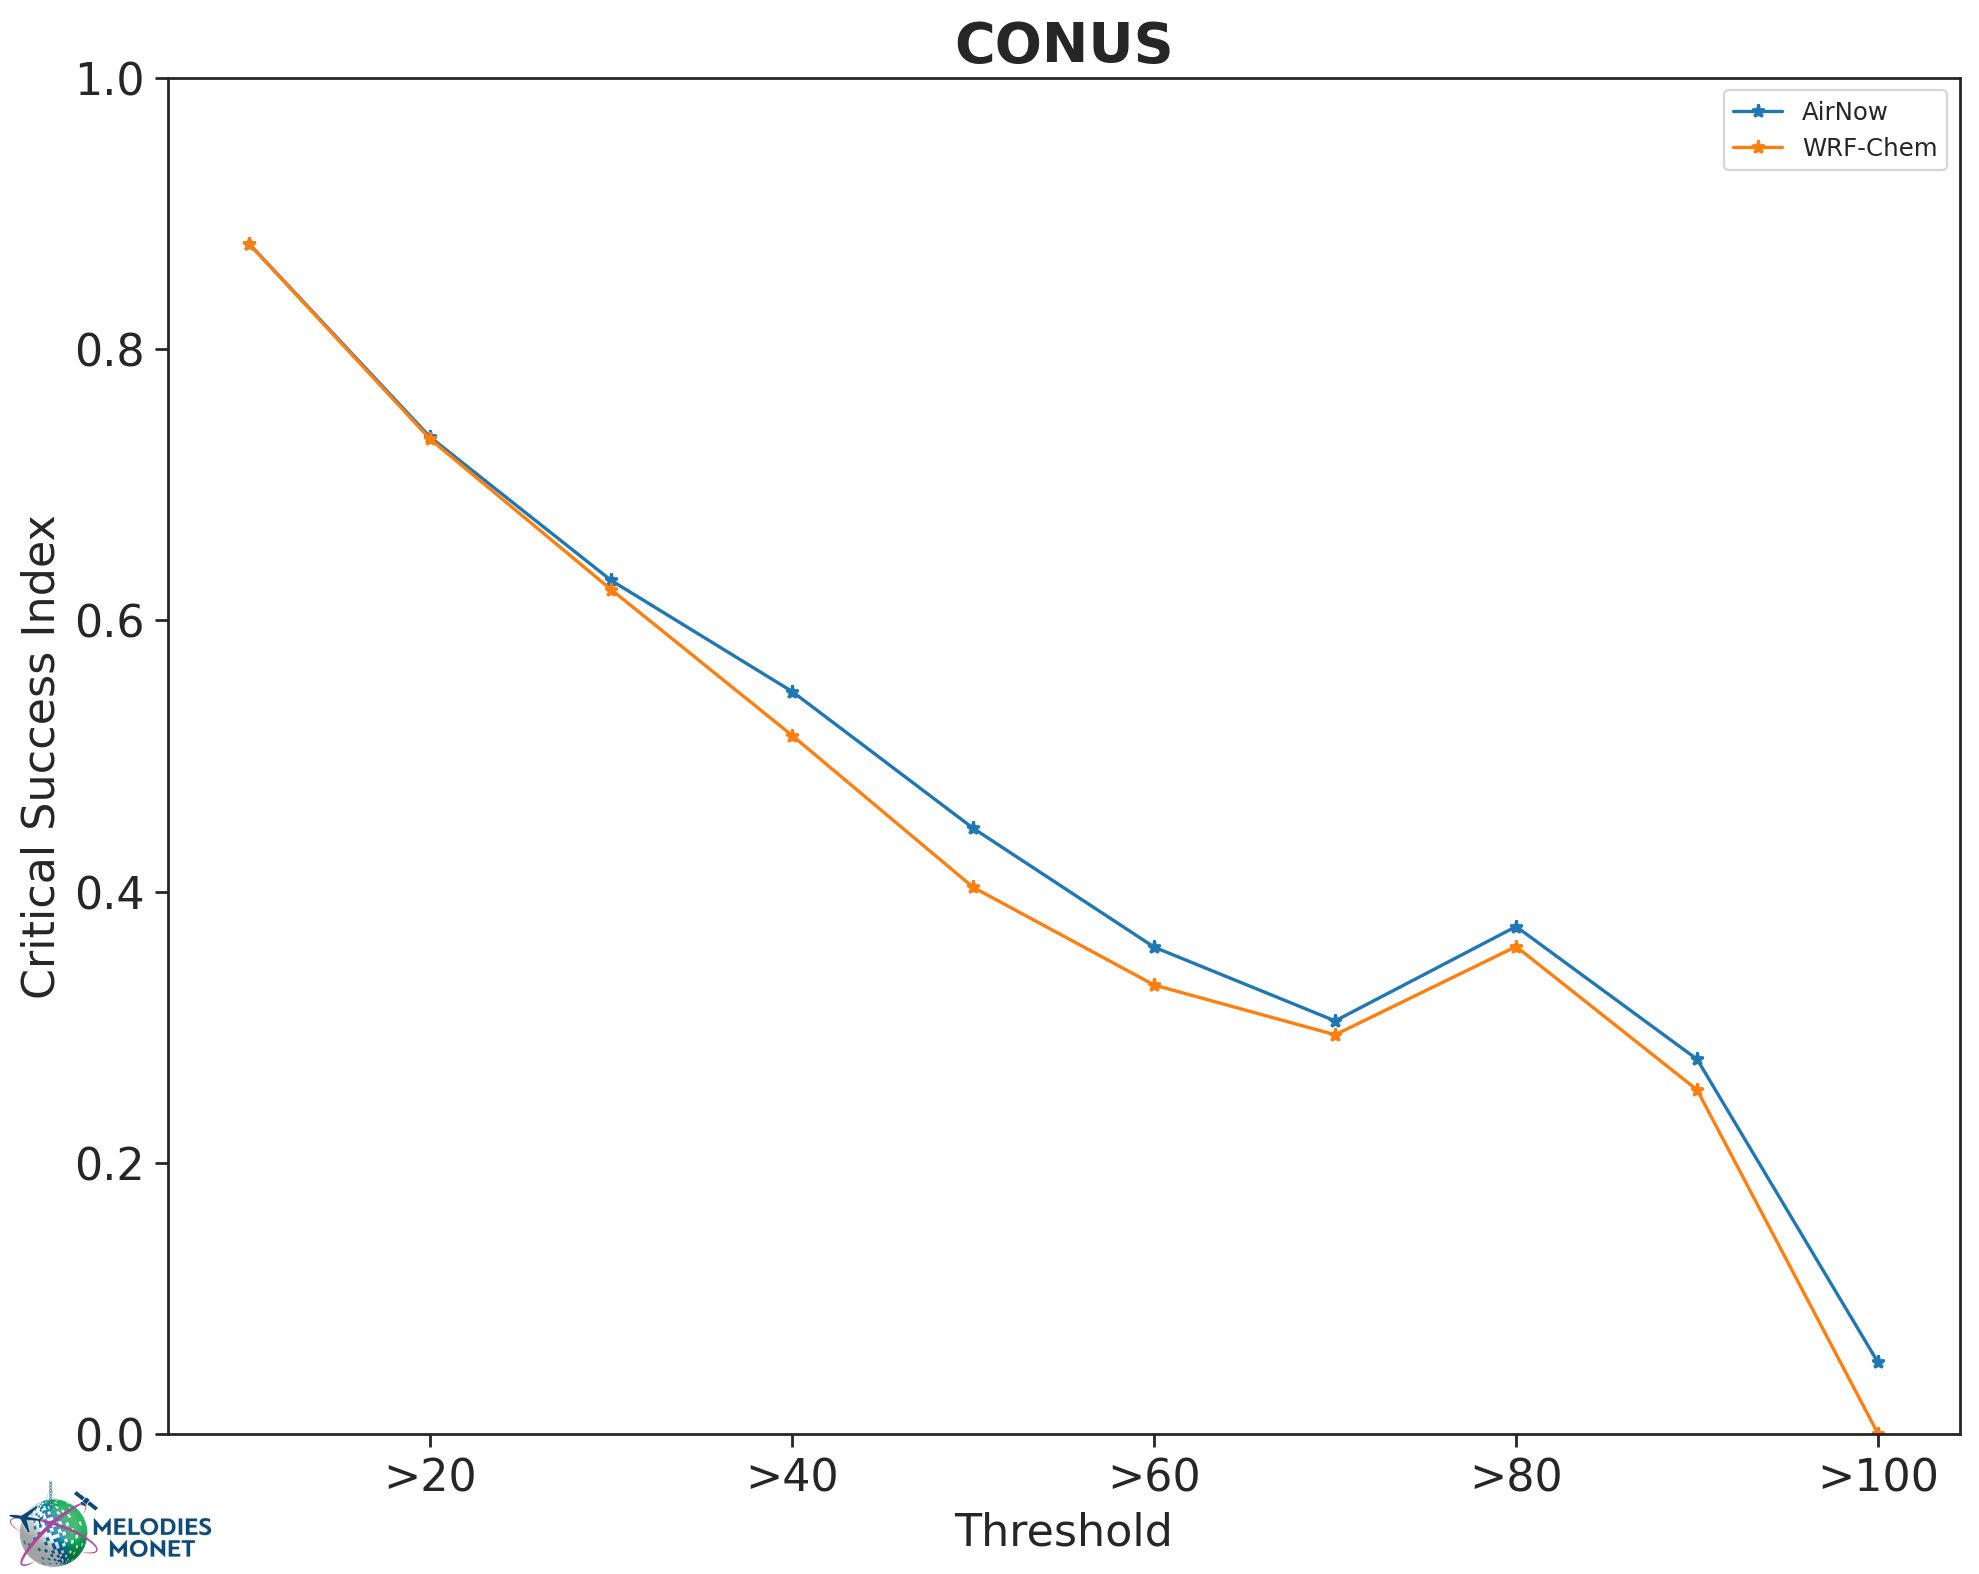 CONUS
1.0
0.8
0.6
0.4
0.2
0.0
Critical Success Index
AirNow
WRF-Chem
>20
>40
>60
>80
>100
Threshold
MELODIES
MONET